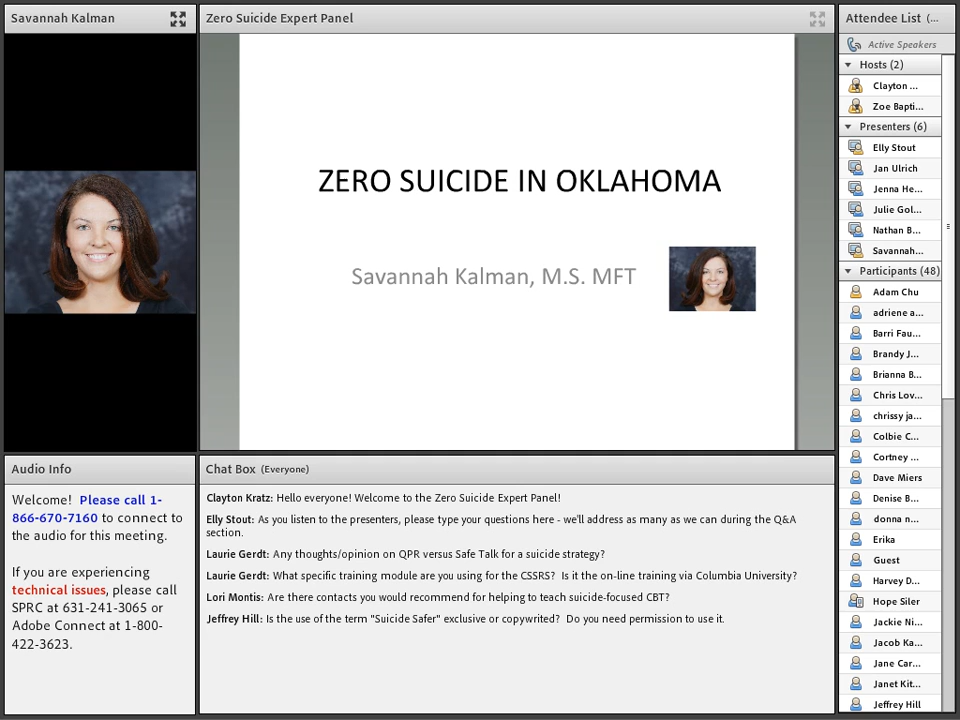 Savannah Kalman
Zero Suicide Expert Panel
ZERO SUICIDE IN OKLAHOMA
Savannah Kalman, M.S. MFT
Audio Info
Welcome!  Please call 1-
866-670-7160 to connect to
the audio for this meeting.
If you are experiencing
technical issues, please call
SPRC at 631-241-3065 or
Adobe Connect at 1-800-
422-3623.
Chat Box (Everyone)
Clayton Kratz: Hello everyone! Welcome to the Zero Suicide Expert Panel!
Elly Stout: As you listen to the presenters, please type your questions here - we'll address as many as we can during the Q&A
section.
Laurie Gerdt: Any thoughts/opinion on QPR versus Safe Talk for a suicide strategy?
Laurie Gerdt: What specific training module are you using for the CSSRS?  Is it the on-line training via Columbia University?
Lori Montis: Are there contacts you would recommend for helping to teach suicide-focused CBT?
Jeffrey Hill: Is the use of the term "Suicide Safer" exclusive or copywrited?  Do you need permission to use it.
Attendee List (...
Active Speakers
Hosts (2)
Clayton ...
Zoe Bapti...
Presenters (6)
Elly Stout
Jan Ulrich
Jenna He...
Julie Gol...
Nathan B...
Savannah...
Participants (48)
Adam Chu
adriene a...
Barri Fau...
Brandy J...
Brianna B...
Chris Lov...
chrissy ja...
Colbie C...
Cortney ...
Dave Miers
Denise B...
donna n...
Erika
Guest
Harvey D...
Hope Siler
Jackie Ni...
Jacob Ka...
Jane Car...
Janet Kit...
Jeffrey Hill